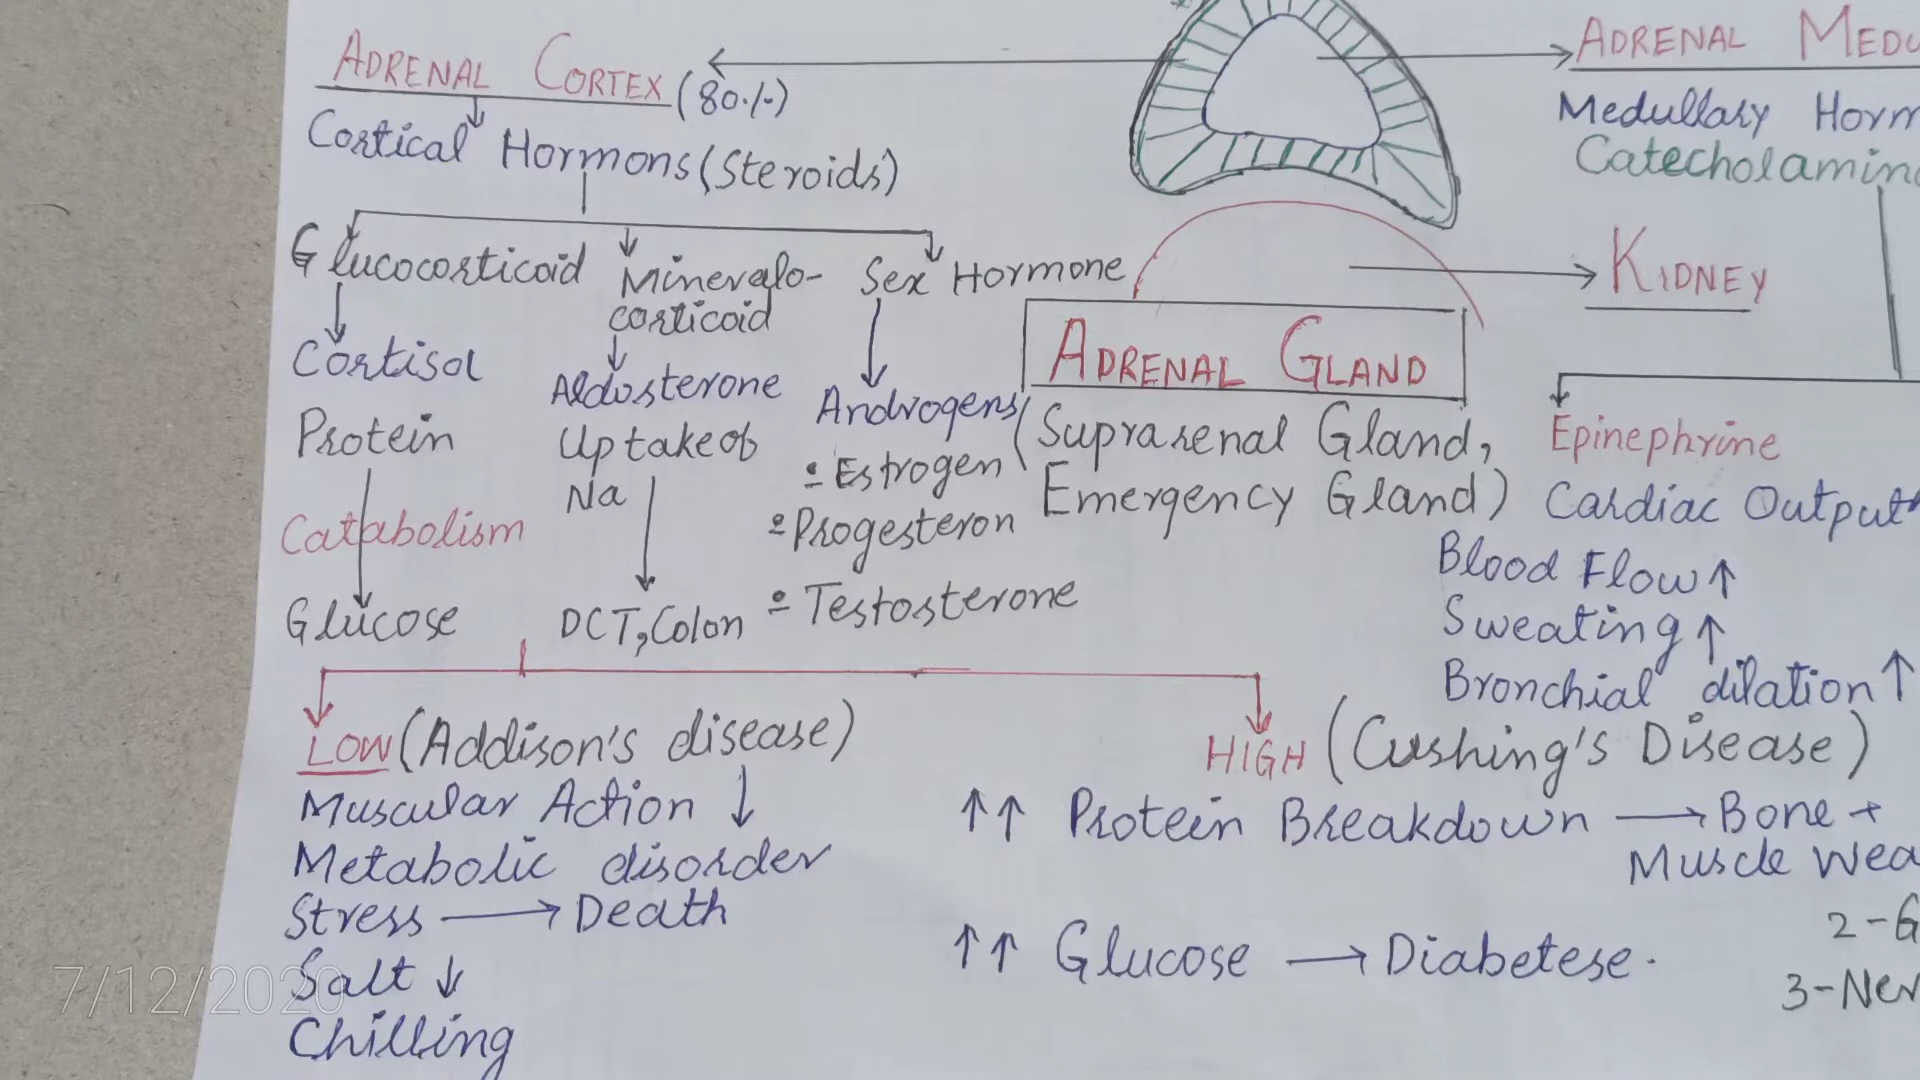 ADRENAL CORTEX (80%)
Cortical Hormons (Steroids)
Glucocorticoid
Cortisol
Protein
Catabolism
Glucose
Mineralo-
corticoid
Aldosterone
Uptake of
Na
DCT, Colon
Sex Hormone
Androgens
Estrogen
Progesteron
Testosterone
ADRENAL GLAND
(Suprarenal Gland,
Emergency Gland)
ADRENAL MEDU
Medullary Horm
Catecholamin
KIDNEY
Epinephrine
Cardiac Output
Blood Flow ↑
Sweating ↑
Bronchial dilation ↑
LOW (Addison's disease)
Muscular Action ↓
Metabolic disorder
Stress → Death
Salt ↓
Chilling
HIGH (Cushing's Disease)
↑↑ Protein Breakdown → Bone +
Muscle Wea
↑↑ Glucose → Diabetese.
2-G
3-Ner
7/12/2020